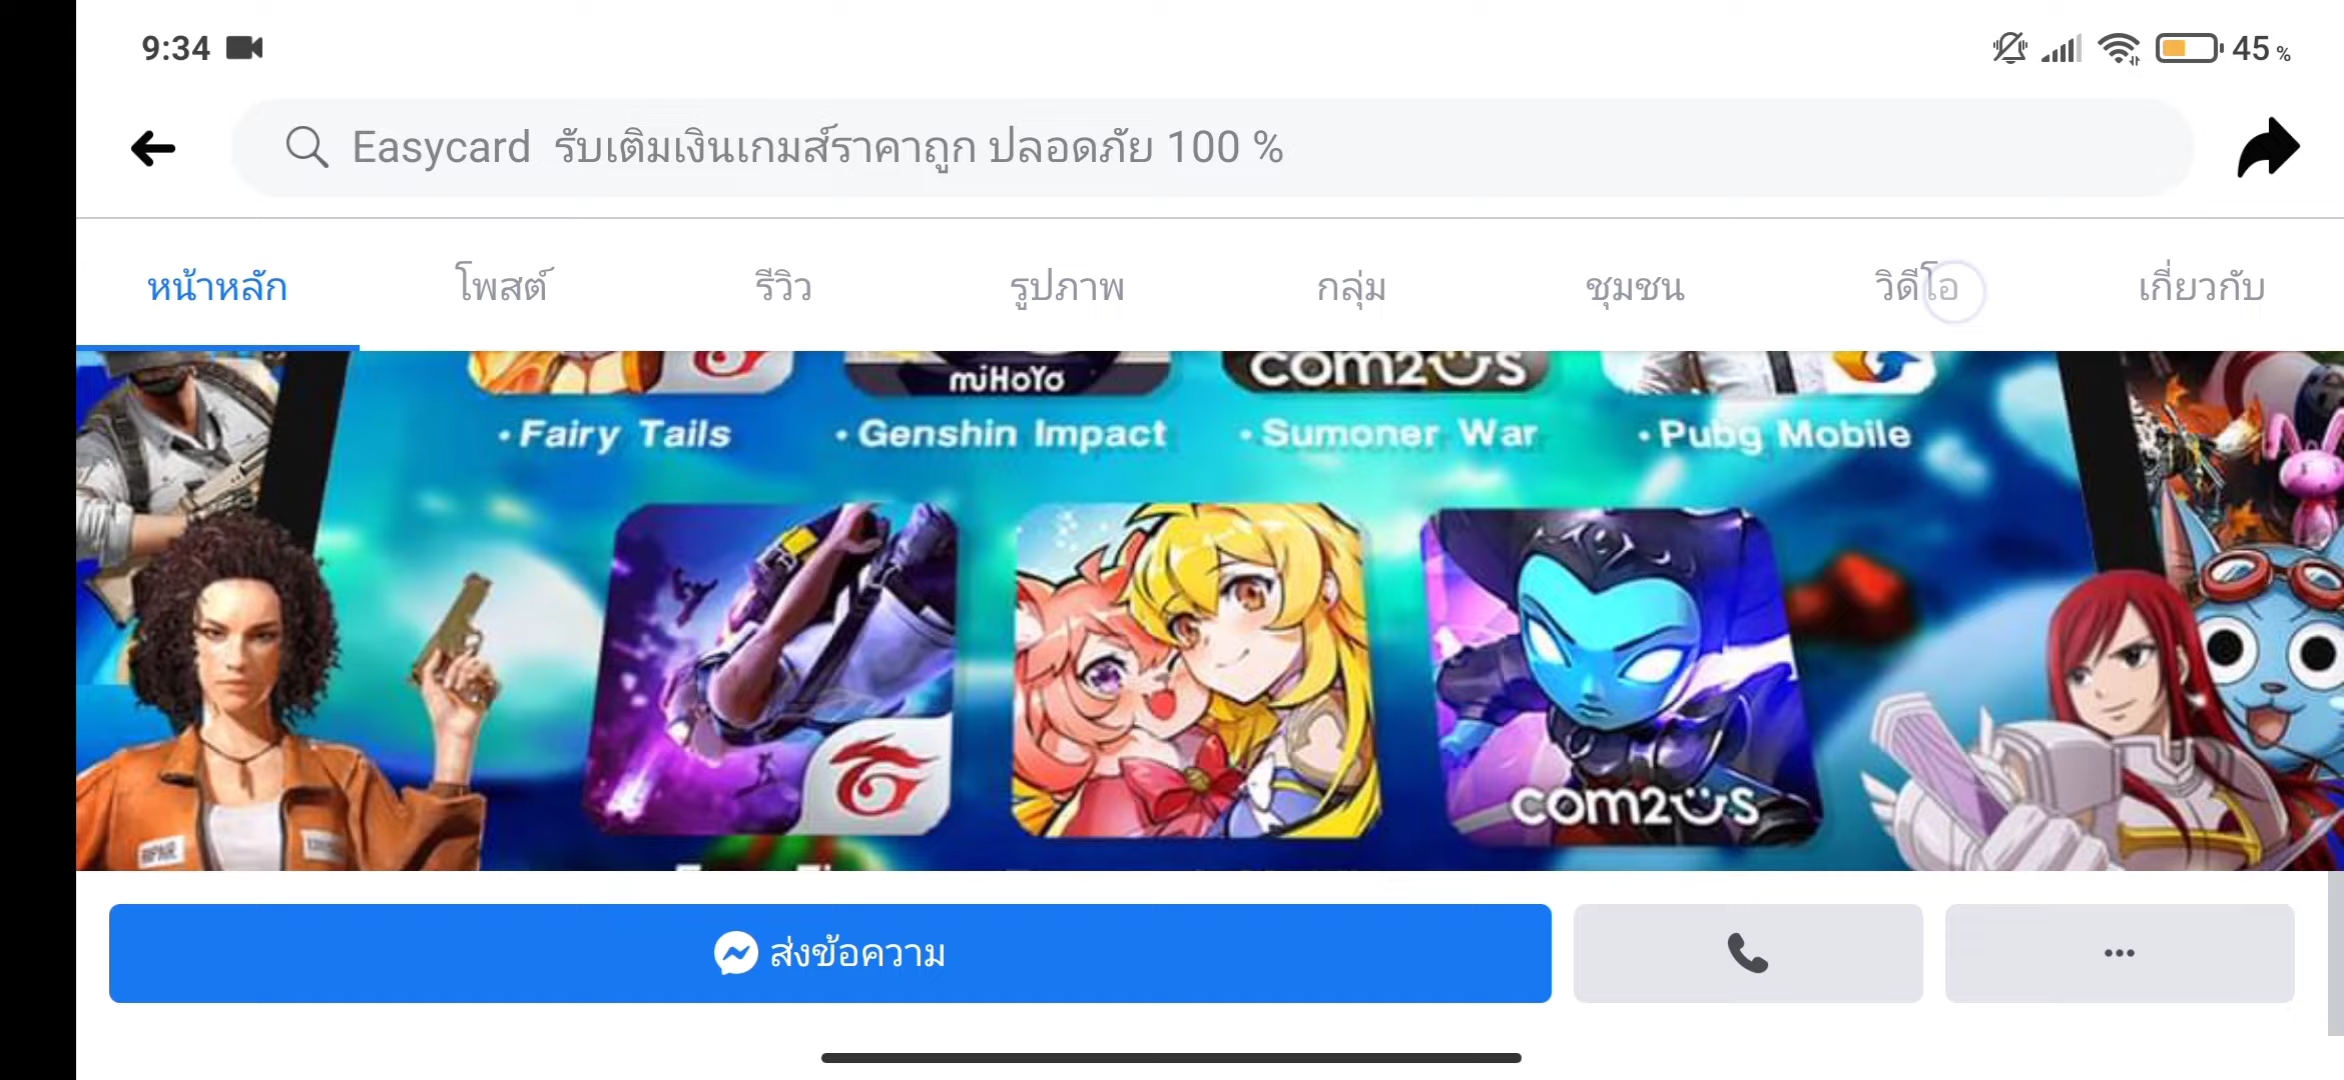 9:34
45 %
Easycard รับเติมเงินเกมส์ราคาถูก ปลอดภัย 100 %
หน้าหลัก โพสต์ รีวิว รูปภาพ กลุ่ม ชุมชน วิดีโอ เกี่ยวกับ
miHoYo com2us
• Fairy Tails • Genshin Impact • Sumoner War • Pubg Mobile
com2us
ส่งข้อความ